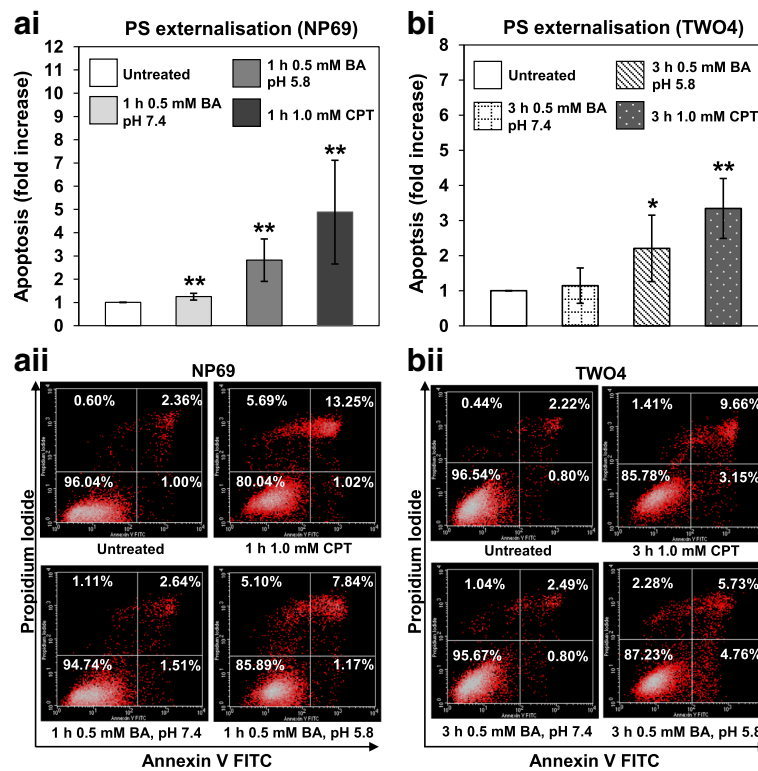 ai
PS externalisation (NP69)
Apoptosis (fold increase)
12
11
10
9
8
7
6
5
4
3
2
1
0
Untreated
1 h 0.5 mM BA
pH 7.4
1 h 0.5 mM BA
pH 5.8
1 h 1.0 mM CPT
**
**
**
bi
PS externalisation (TWO4)
Apoptsis (fold increase)
8
7
6
5
4
3
2
1
0
Untreated
3 h 0.5 mM BA
pH 7.4
3 h 0.5 mM BA
pH 5.8
3 h 1.0 mM CPT
*
**
aii
NP69
Propidium Iodide
0.60% 2.36%
96.04% 1.00%
Untreated
5.69% 13.25%
80.04% 1.02%
1 h 1.0 mM CPT
1.11% 2.64%
94.74% 1.51%
1 h 0.5 mM BA, pH 7.4
5.10% 7.84%
85.89% 1.17%
1 h 0.5 mM BA, pH 5.8
Annexin V FITC
bii
TWO4
Propidium Iodide
0.44% 2.22%
96.54% 0.80%
Untreated
1.41% 9.66%
85.78% 3.15%
3 h 1.0 mM CPT
1.04% 2.49%
95.67% 0.80%
3 h 0.5 mM BA, pH 7.4
2.28% 5.73%
87.23% 4.76%
3 h 0.5 mM BA, pH 5.8
Annexin V FITC